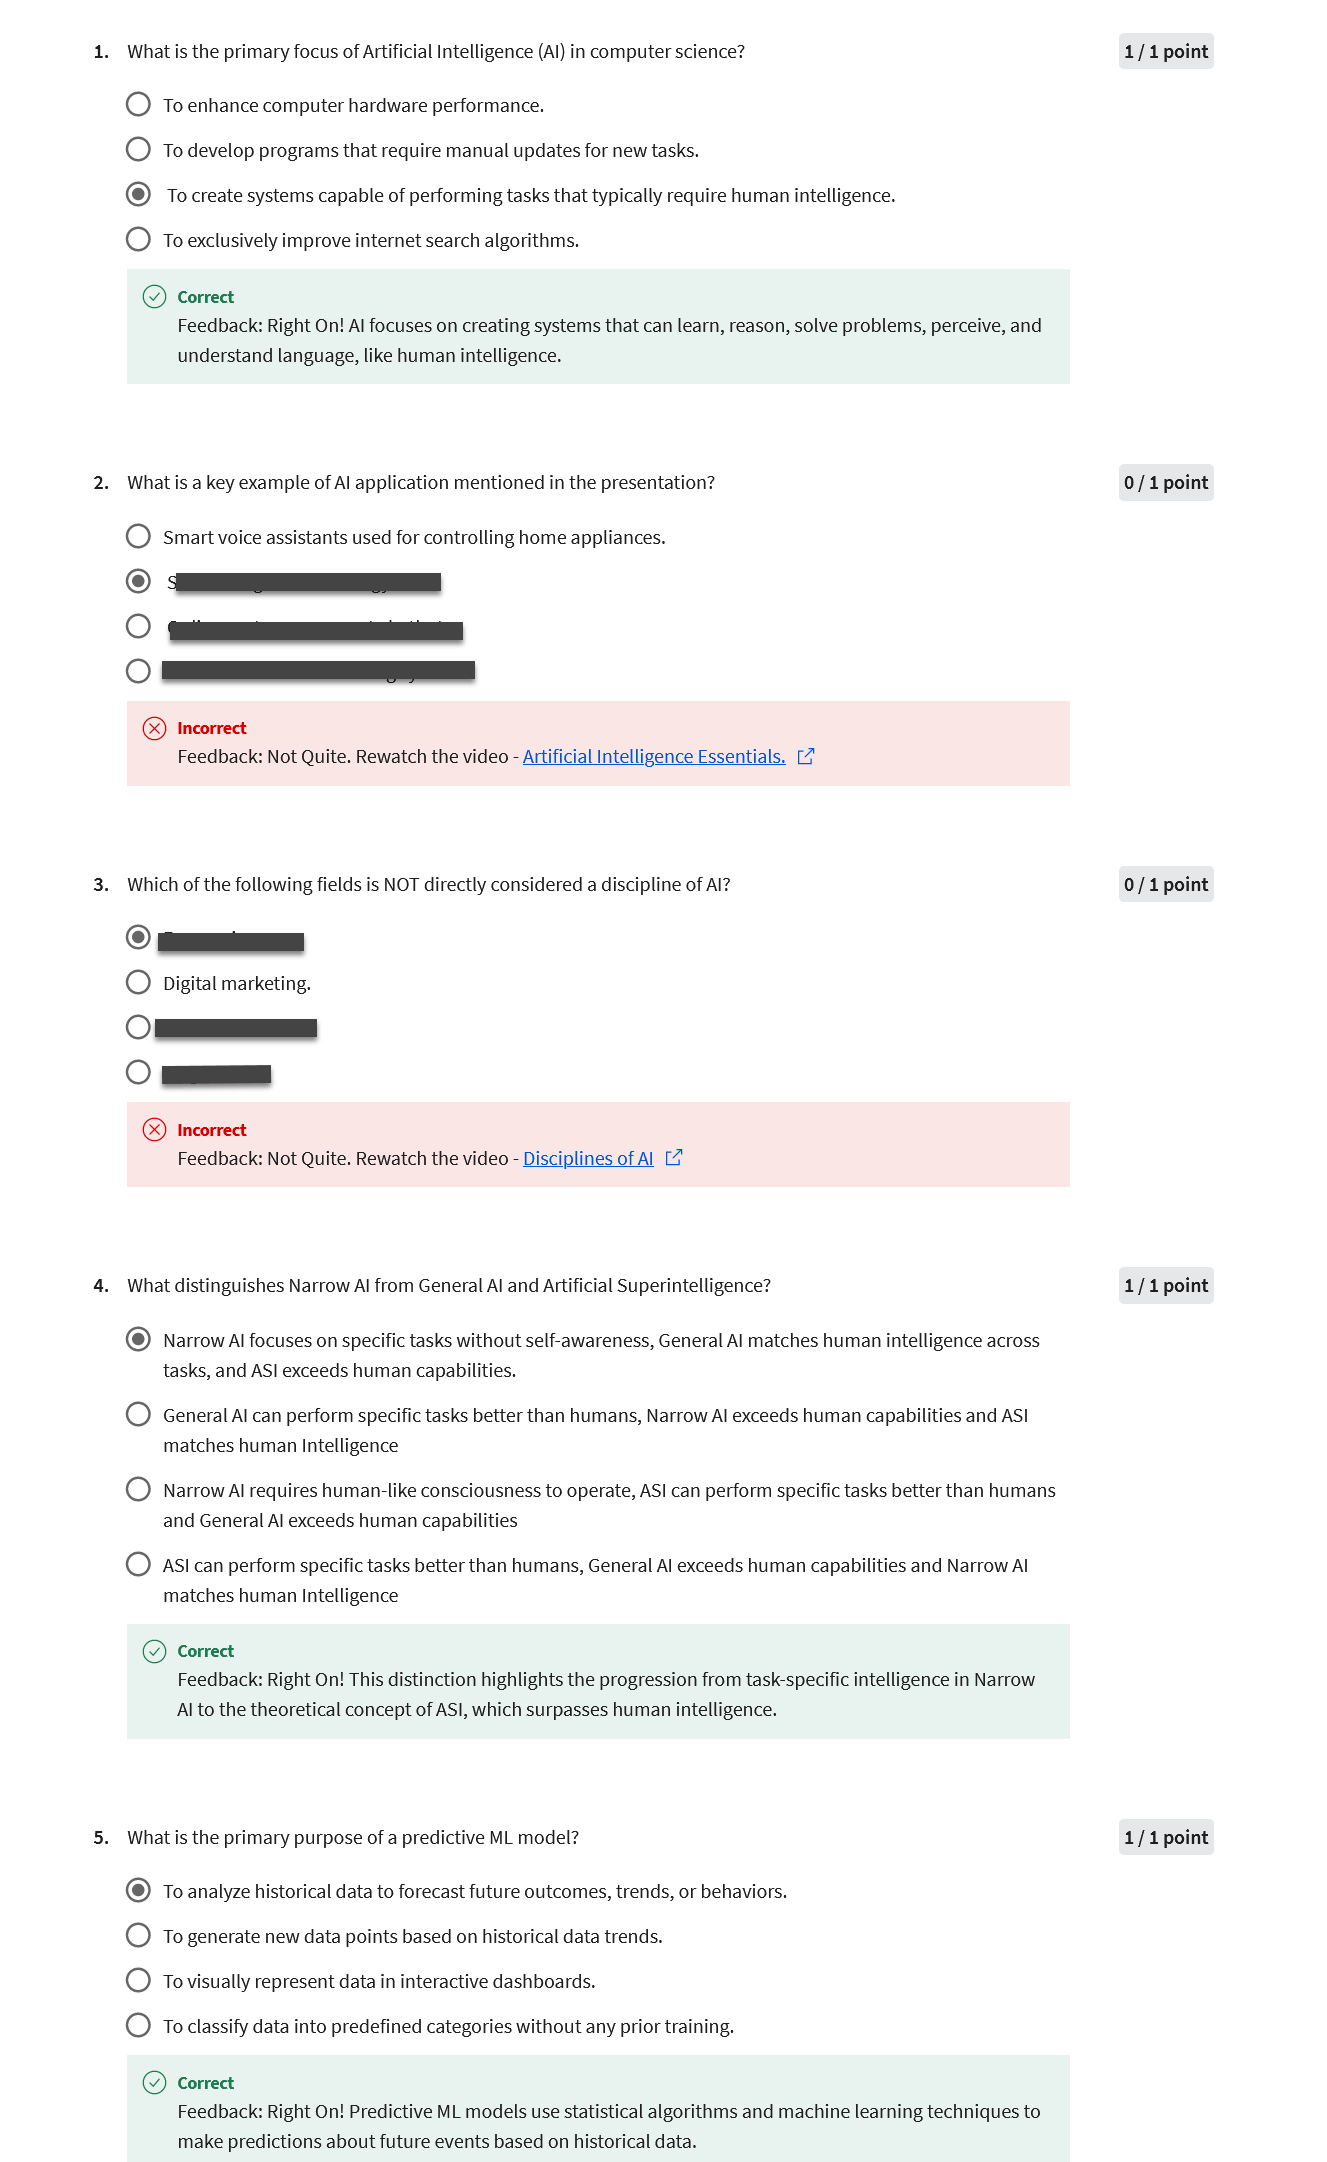 1. What is the primary focus of Artificial Intelligence (AI) in computer science?
1 / 1 point
To enhance computer hardware performance.
To develop programs that require manual updates for new tasks.
To create systems capable of performing tasks that typically require human intelligence.
To exclusively improve internet search algorithms.
Correct
Feedback: Right On! AI focuses on creating systems that can learn, reason, solve problems, perceive, and
understand language, like human intelligence.
2. What is a key example of AI application mentioned in the presentation?
0 / 1 point
Smart voice assistants used for controlling home appliances.
Incorrect
Feedback: Not Quite. Rewatch the video - Artificial Intelligence Essentials.
3. Which of the following fields is NOT directly considered a discipline of AI?
0 / 1 point
Digital marketing.
Incorrect
Feedback: Not Quite. Rewatch the video - Disciplines of AI
4. What distinguishes Narrow AI from General AI and Artificial Superintelligence?
1 / 1 point
Narrow AI focuses on specific tasks without self-awareness, General AI matches human intelligence across
tasks, and ASI exceeds human capabilities.
General AI can perform specific tasks better than humans, Narrow AI exceeds human capabilities and ASI
matches human Intelligence
Narrow AI requires human-like consciousness to operate, ASI can perform specific tasks better than humans
and General AI exceeds human capabilities
ASI can perform specific tasks better than humans, General AI exceeds human capabilities and Narrow AI
matches human Intelligence
Correct
Feedback: Right On! This distinction highlights the progression from task-specific intelligence in Narrow
AI to the theoretical concept of ASI, which surpasses human intelligence.
5. What is the primary purpose of a predictive ML model?
1 / 1 point
To analyze historical data to forecast future outcomes, trends, or behaviors.
To generate new data points based on historical data trends.
To visually represent data in interactive dashboards.
To classify data into predefined categories without any prior training.
Correct
Feedback: Right On! Predictive ML models use statistical algorithms and machine learning techniques to
make predictions about future events based on historical data.